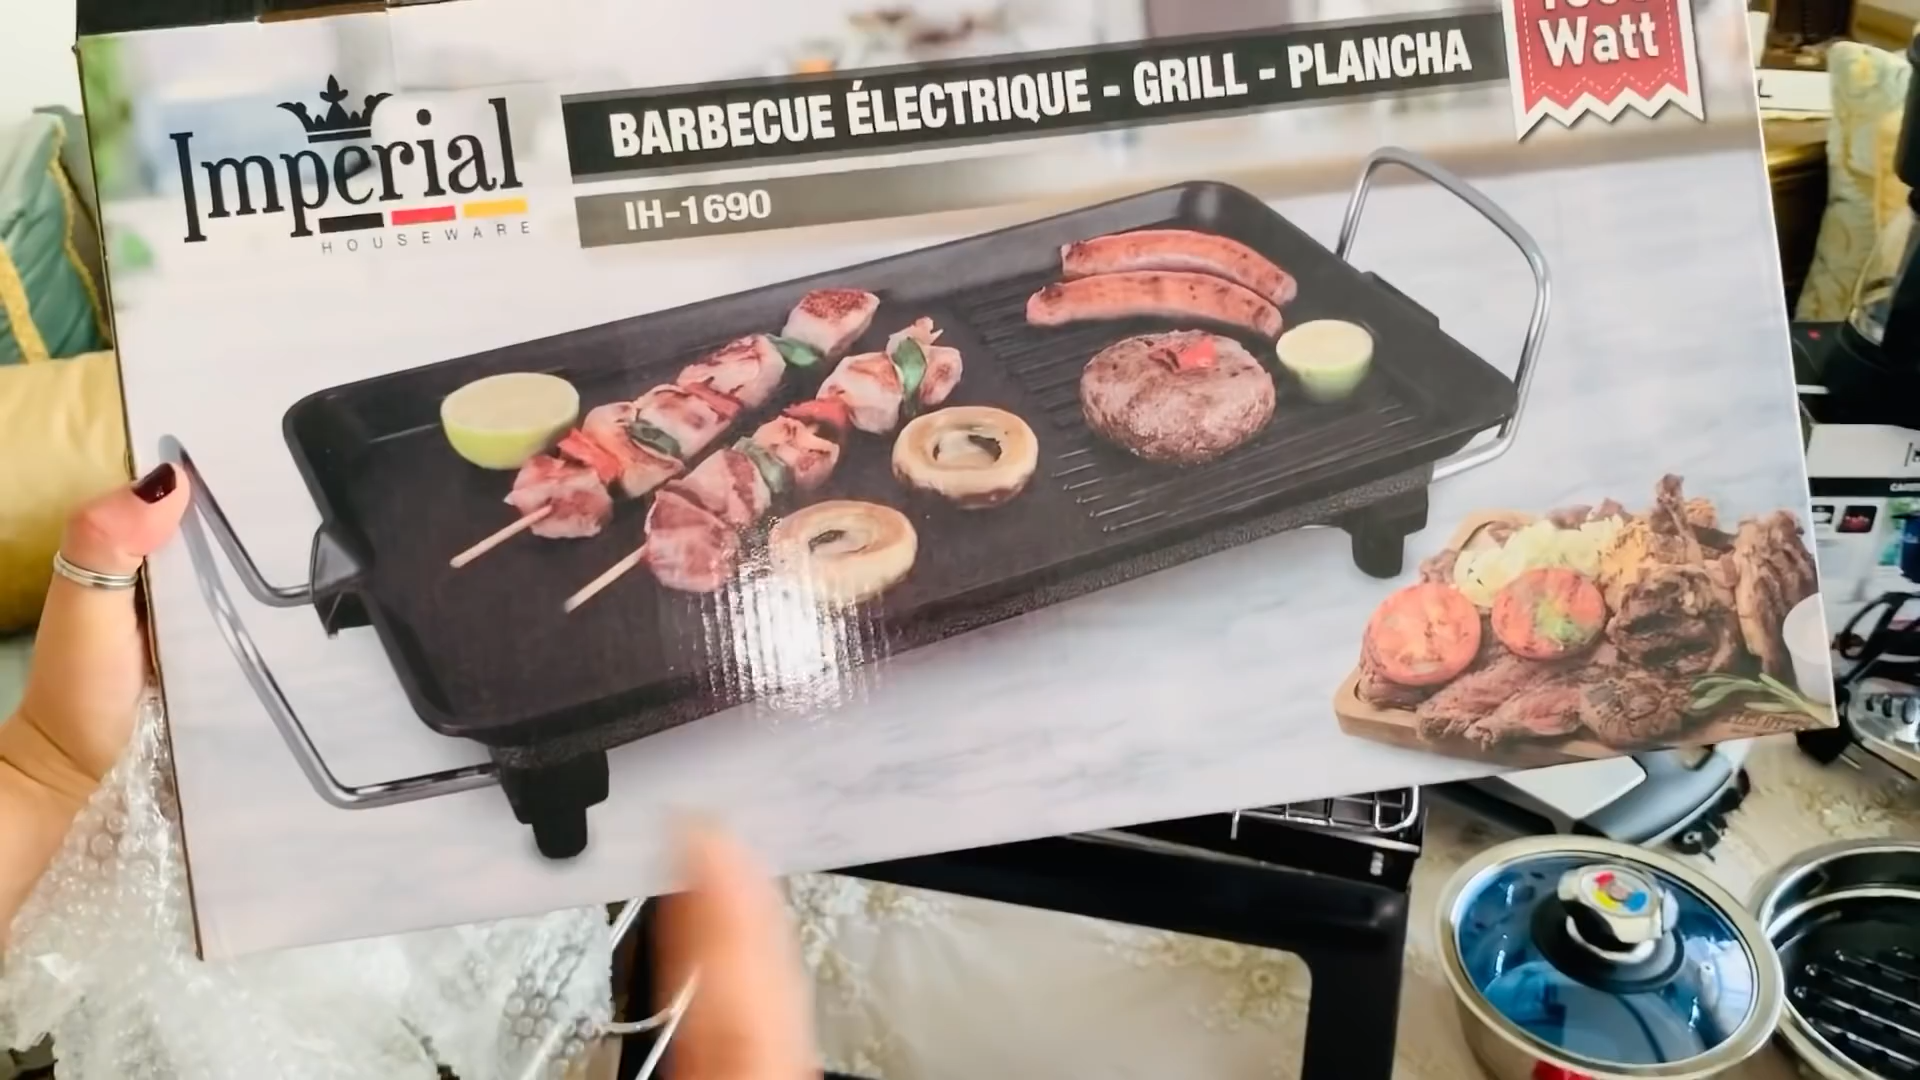 Imperial
HOUSEWARE
BARBECUE ÉLECTRIQUE - GRILL - PLANCHA
IH-1690
Watt